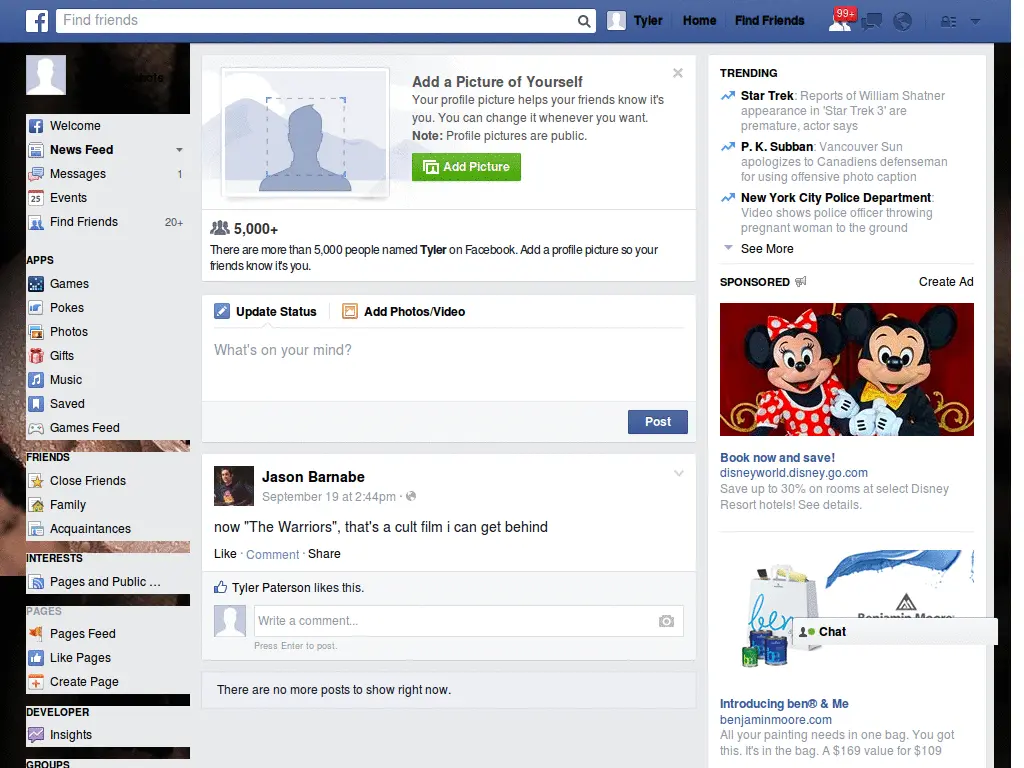 f
Find friends
Tyler
Home
Find Friends
99+
Welcome
News Feed
Messages 1
25 Events
Find Friends 20+
APPS
Games
Pokes
Photos
Gifts
Music
Saved
Games Feed
FRIENDS
Close Friends
Family
Acquaintances
INTERESTS
Pages and Public ...
PAGES
Pages Feed
Like Pages
Create Page
DEVELOPER
Insights
GROUPS
Add a Picture of Yourself
Your profile picture helps your friends know it's
you. You can change it whenever you want.
Note: Profile pictures are public.
Add Picture
5,000+
There are more than 5,000 people named Tyler on Facebook. Add a profile picture so your
friends know it's you.
Update Status
Add Photos/Video
What's on your mind?
Post
Jason Barnabe
September 19 at 2:44pm ·
now "The Warriors", that's a cult film i can get behind
Like · Comment · Share
Tyler Paterson likes this.
Write a comment...
Press Enter to post.
There are no more posts to show right now.
TRENDING
Star Trek: Reports of William Shatner
appearance in 'Star Trek 3' are
premature, actor says
P. K. Subban: Vancouver Sun
apologizes to Canadiens defenseman
for using offensive photo caption
New York City Police Department:
Video shows police officer throwing
pregnant woman to the ground
See More
SPONSORED
Create Ad
Book now and save!
disneyworld.disney.go.com
Save up to 30% on rooms at select Disney
Resort hotels! See details.
ben
Benjamin Moore
Chat
Introducing ben® & Me
benjaminmoore.com
All your painting needs in one bag. You got
this. It's in the bag. A $169 value for $109